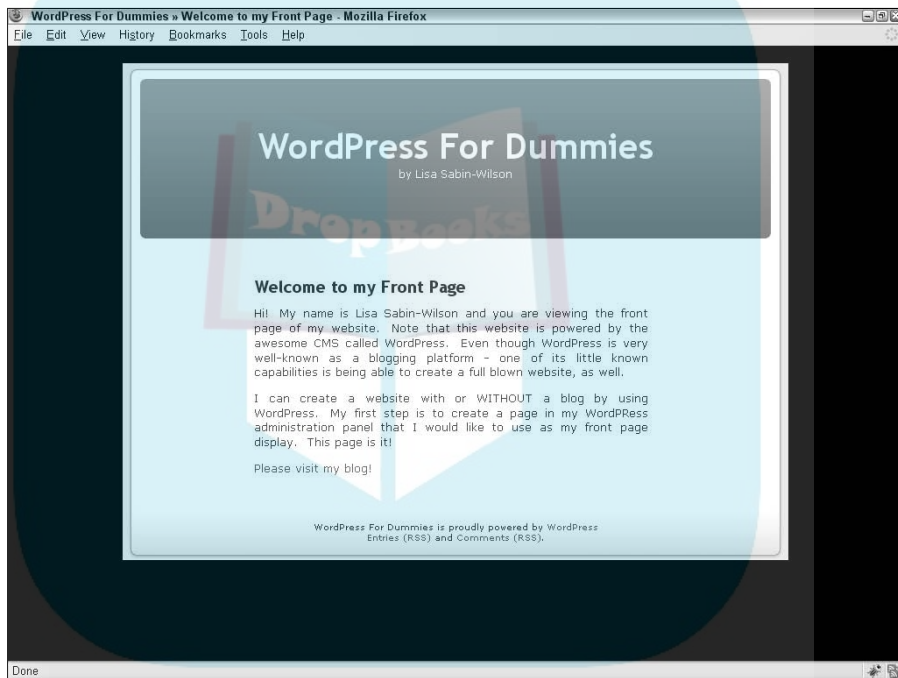 WordPress For Dummies » Welcome to my Front Page - Mozilla Firefox
File Edit View History Bookmarks Tools Help
WordPress For Dummies
by Lisa Sabin-Wilson
DropBooks
Welcome to my Front Page
Hi! My name is Lisa Sabin-Wilson and you are viewing the front
page of my website. Note that this website is powered by the
awesome CMS called WordPress. Even though WordPress is very
well-known as a blogging platform - one of its little known
capabilities is being able to create a full blown website, as well.
I can create a website with or WITHOUT a blog by using
WordPress. My first step is to create a page in my WordPRess
administration panel that I would like to use as my front page
display. This page is it!
Please visit my blog!
WordPress For Dummies is proudly powered by WordPress
Entries (RSS) and Comments (RSS).
Done